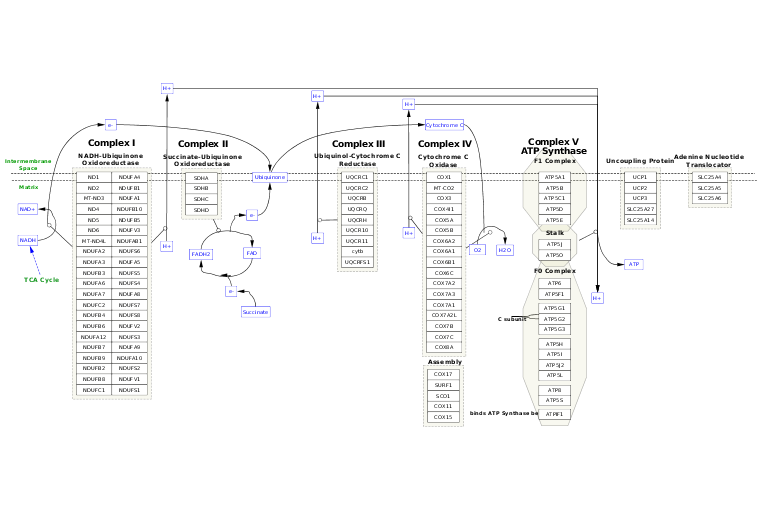 H+
H+
H+
e-
Cytochrome C
Complex I
NADH-Ubiquinone
Oxidoreductase
Complex II
Succinate-Ubiquinone
Oxidoreductase
Complex III
Ubiquinol-Cytochrome C
Reductase
Complex IV
Cytochrome C
Oxidase
Complex V
ATP Synthase
F1 Complex
Uncoupling Protein
Adenine Nucleotide
Translocator
Intermembrane
Space
Matrix
NAD+
NADH
TCA Cycle
ND1 NDUFA4
ND2 NDUFB1
MT-ND3 NDUFA1
ND4 NDUFB10
ND5 NDUFB5
ND6 NDUFV3
MT-ND4L NDUFAB1
NDUFA2 NDUFS6
NDUFA3 NDUFA5
NDUFB3 NDUFS5
NDUFA6 NDUFS4
NDUFA7 NDUFA8
NDUFC2 NDUFS7
NDUFB4 NDUFS8
NDUFB6 NDUFV2
NDUFA12 NDUFS3
NDUFB7 NDUFA9
NDUFB9 NDUFA10
NDUFB2 NDUFS2
NDUFB8 NDUFV1
NDUFC1 NDUFS1
H+
SDHA
SDHB
SDHC
SDHD
Ubiquinone
e-
FADH2
FAD
e-
Succinate
UQCRC1
UQCRC2
UQCRB
UQCRQ
UQCRH
UQCR10
UQCR11
cytb
UQCRFS1
H+
COX1
MT-CO2
COX3
COX4I1
COX5A
COX5B
COX6A2
COX6A1
COX6B1
COX6C
COX7A2
COX7A3
COX7A1
COX7A2L
COX7B
COX7C
COX8A
H+
O2
H2O
Assembly
COX17
SURF1
SCO1
COX11
COX15
ATP5A1
ATP5B
ATP5C1
ATP5D
ATP5E
Stalk
ATP5J
ATP5O
F0 Complex
ATP6
ATP5F1
ATP5G1
C subunit
ATP5G2
ATP5G3
ATP5H
ATP5I
ATP5J2
ATP5L
ATP8
ATP5S
binds ATP Synthase be
ATPIF1
ATP
H+
UCP1
UCP2
UCP3
SLC25A27
SLC25A14
SLC25A4
SLC25A5
SLC25A6